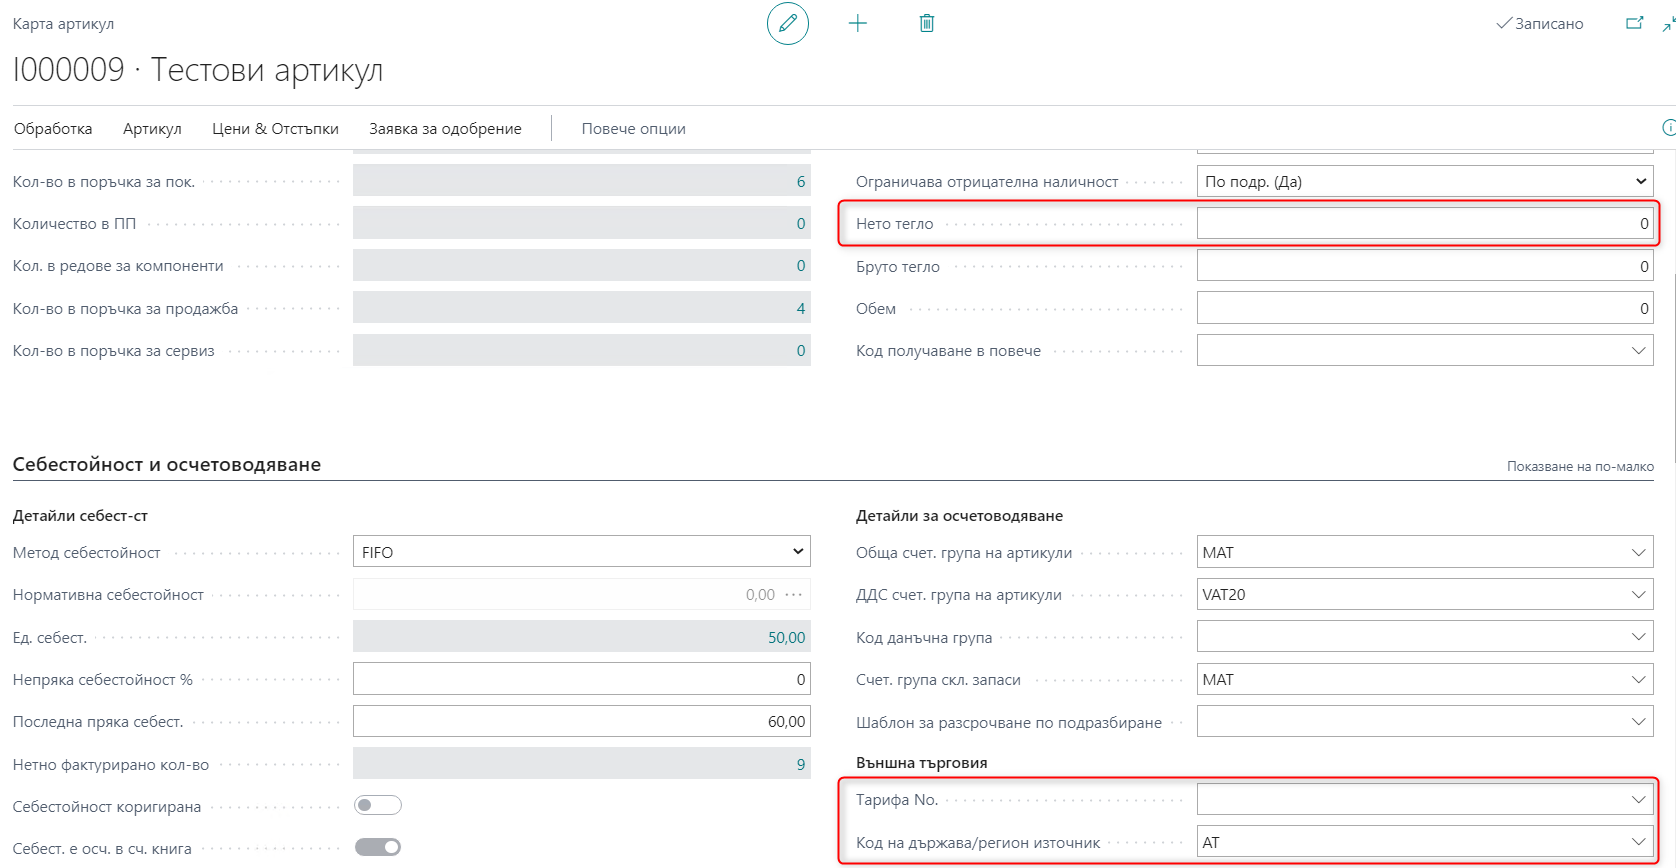 Карта артикул
Записано
I000009 · Тестови артикул
Обработка Артикул Цени & Отстъпки Заявка за одобрение Повече опции
Кол-во в поръчка за пок. 6
Количество в ПП 0
Кол. в редове за компоненти 0
Кол-во в поръчка за продажба 4
Кол-во в поръчка за сервиз 0
Ограничава отрицателна наличност По подр. (Да)
Нето тегло 0
Бруто тегло 0
Обем 0
Код получаване в повече
Себестойност и осчетоводяване
Показване на по-малко
Детайли себест-ст
Метод себестойност FIFO
Нормативна себестойност 0,00 ···
Ед. себест. 50,00
Непряка себестойност % 0
Последна пряка себест. 60,00
Нетно фактурирано кол-во 9
Себестойност коригирана
Себест. е осч. в сч. книга
Детайли за осчетоводяване
Обща счет. група на артикули MAT
ДДС счет. група на артикули VAT20
Код данъчна група
Счет. група скл. запаси MAT
Шаблон за разсрочване по подразбиране
Външна търговия
Тарифа No.
Код на държава/регион източник AT